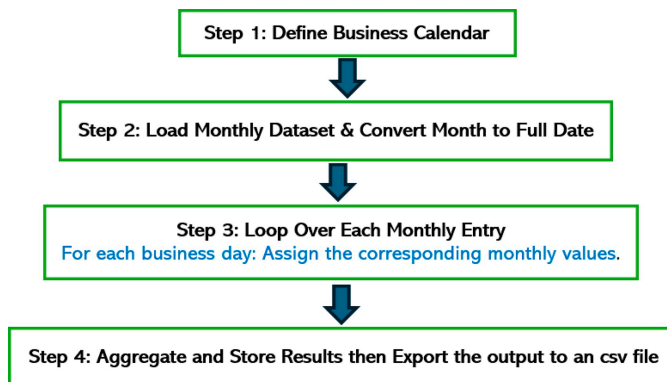 Step 1: Define Business Calendar
Step 2: Load Monthly Dataset & Convert Month to Full Date
Step 3: Loop Over Each Monthly Entry
For each business day: Assign the corresponding monthly values.
Step 4: Aggregate and Store Results then Export the output to an csv file